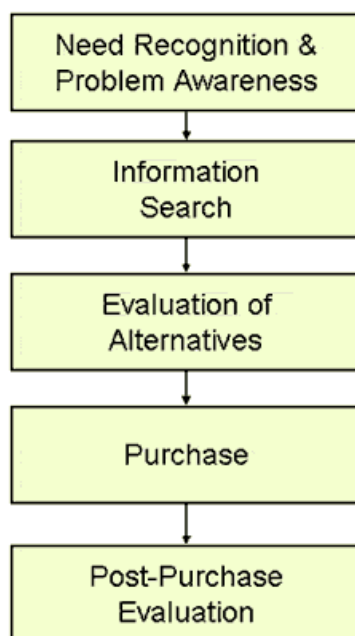 Need Recognition &
Problem Awareness
Information
Search
Evaluation of
Alternatives
Purchase
Post-Purchase
Evaluation